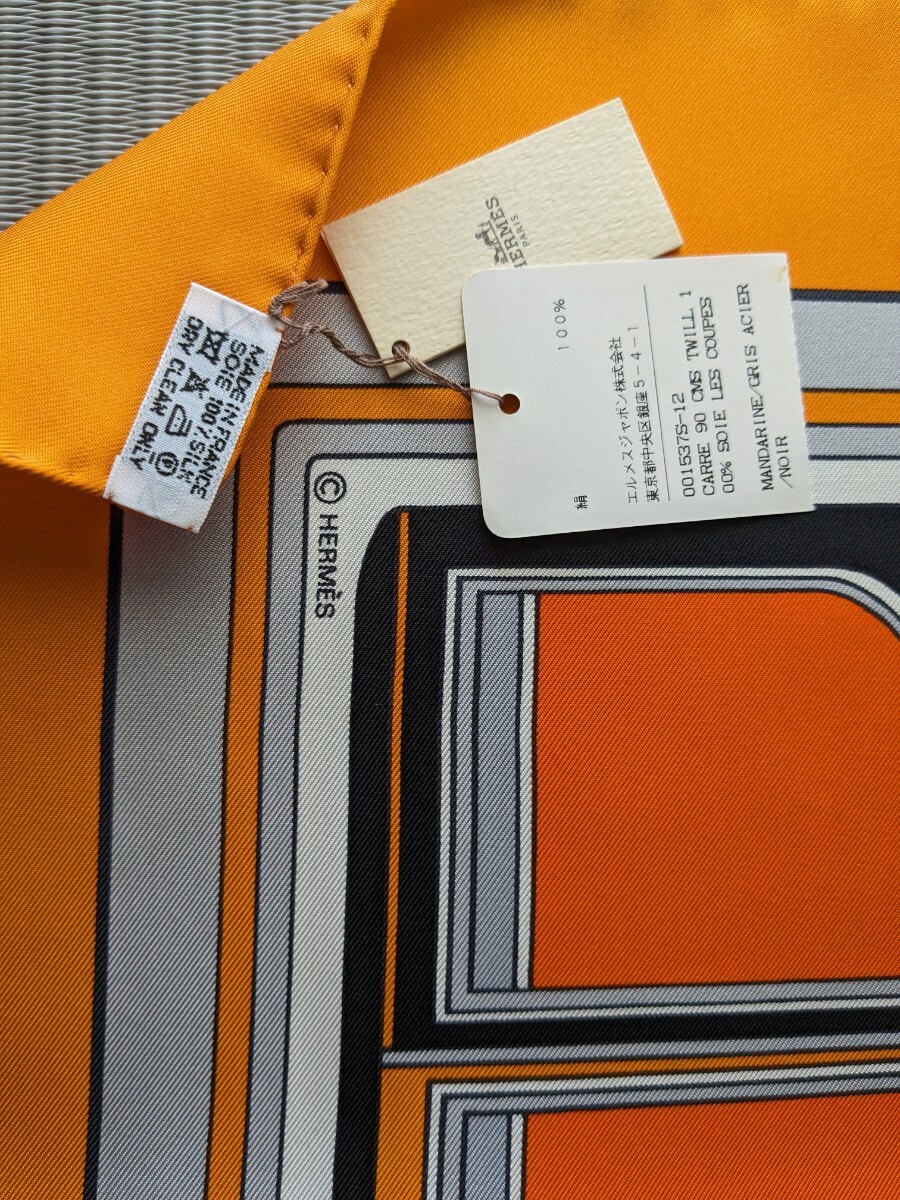 HERMÈS
PARIS
100%
絹
エルメスジャポン株式会社
東京都中央区銀座5-4-1
001537S-12
CARRE 90 CMS TWILL 1
00% SOIE LES COUPES
MANDARINE/GRIS ACIER
/NOIR
MADE IN FRANCE
SOIE 100% SILK
DRY CLEAN ONLY
© HERMÈS